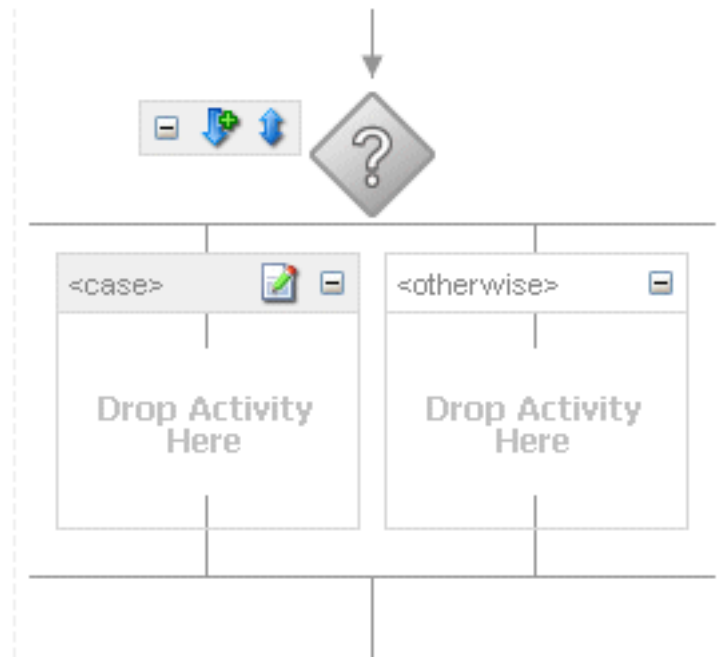 ?
<case>
<otherwise>
Drop Activity
Here
Drop Activity
Here